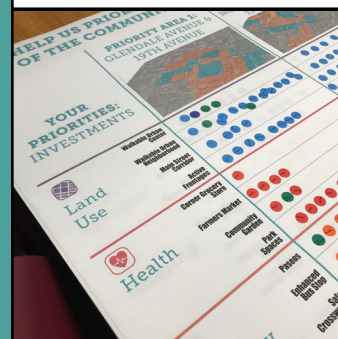 HELP US PRIOR
OF THE COMMUN
PRIORITY AREA 1:
GLENDALE AVENUE &
19TH AVENUE
YOUR
PRIORITIES:
INVESTMENTS
Land
Use
Walkable Urban
Center
Walkable Urban
Neighborhood
Main Street
Corridor
Active
Frontages
Health
Corner Grocery
Store
Farmers Market
Community
Garden
Park
Spaces
Paseos
Enhanced
Bus Stop